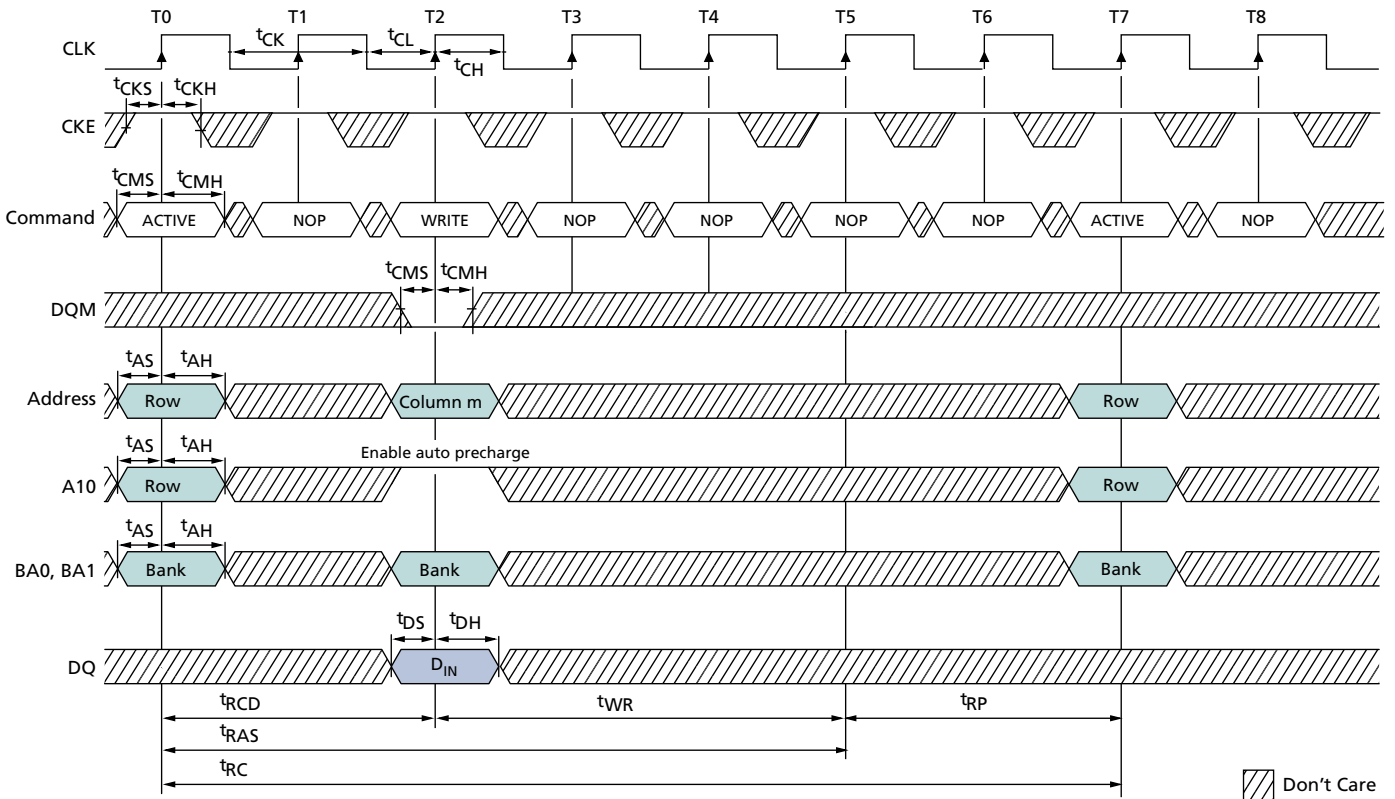 T0 T1 T2 T3 T4 T5 T6 T7 T8
CLK
tCK tCL
tCH
tCKS tCKH
CKE
tCMS tCMH
Command ACTIVE NOP WRITE NOP NOP NOP NOP ACTIVE NOP
tCMS tCMH
DQM
tAS tAH
Address Row Column m Row
tAS tAH Enable auto precharge
A10 Row Row
tAS tAH
BA0, BA1 Bank Bank Bank
tDS tDH
DQ DIN
tRCD tWR tRP
tRAS
tRC
Don't Care